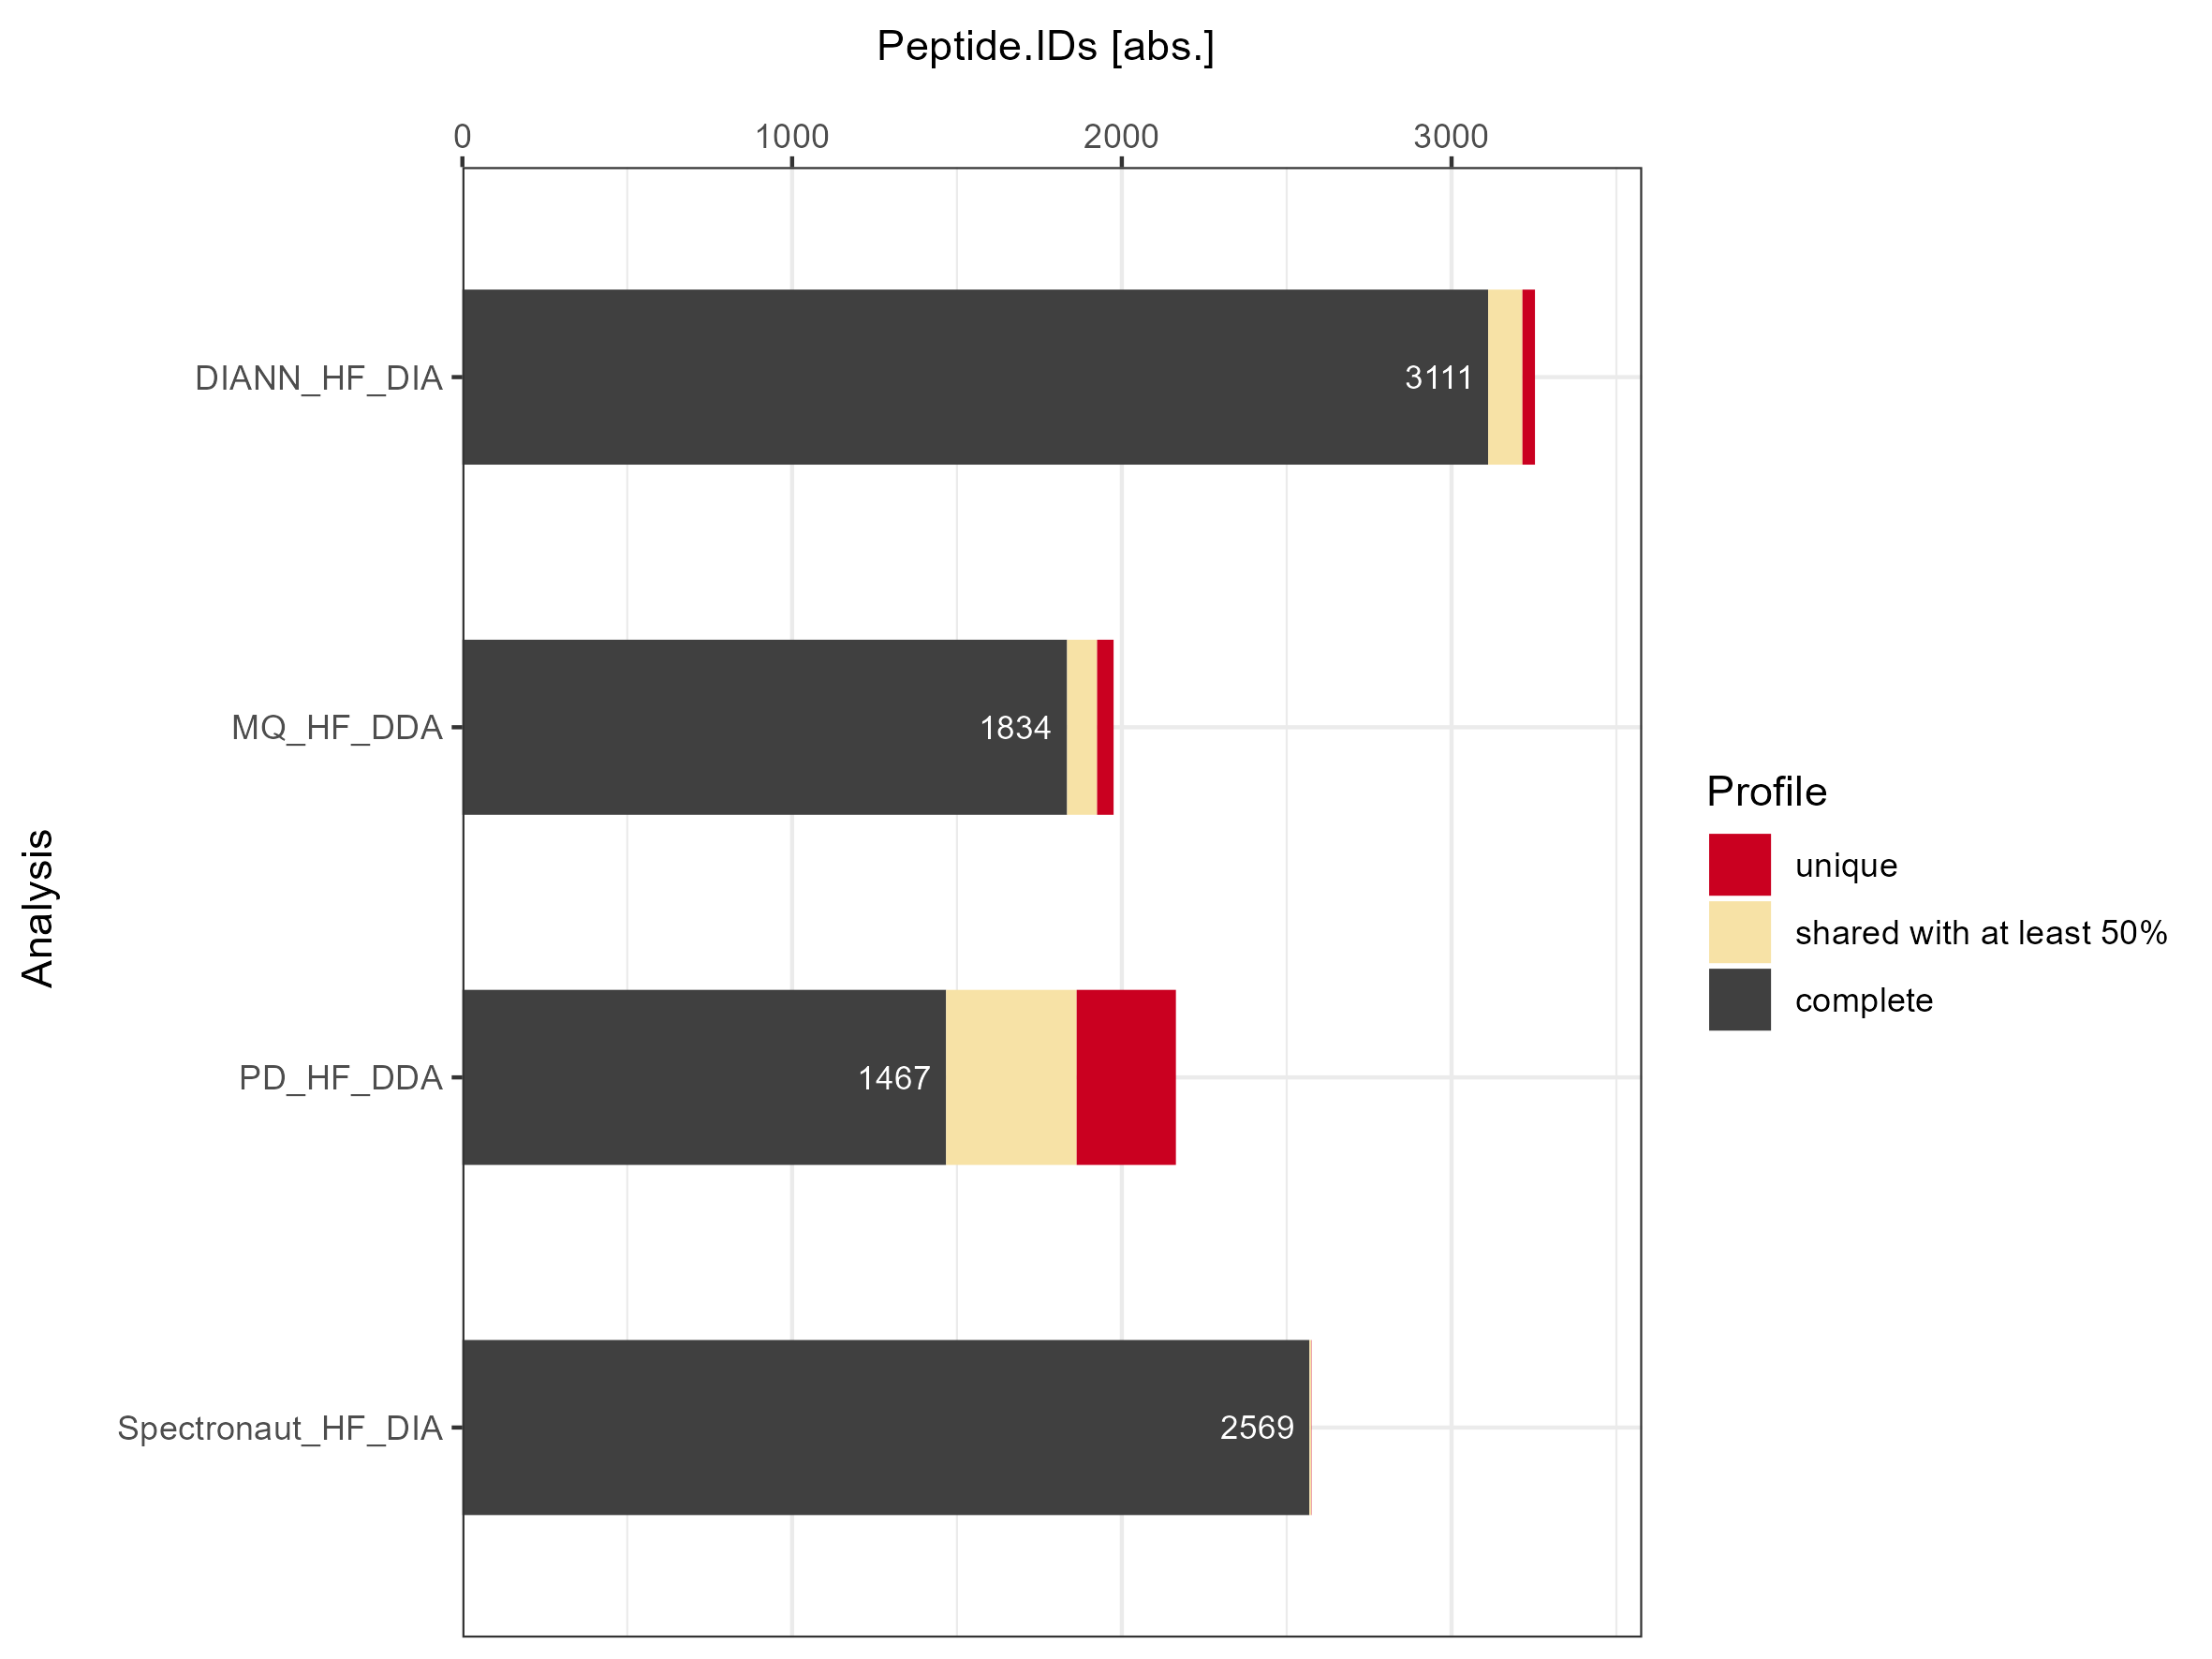 Peptide.IDs [abs.]
0 1000 2000 3000
DIANN_HF_DIA 3111
MQ_HF_DDA 1834
PD_HF_DDA 1467
Spectronaut_HF_DIA 2569
Analysis
Profile
unique
shared with at least 50%
complete